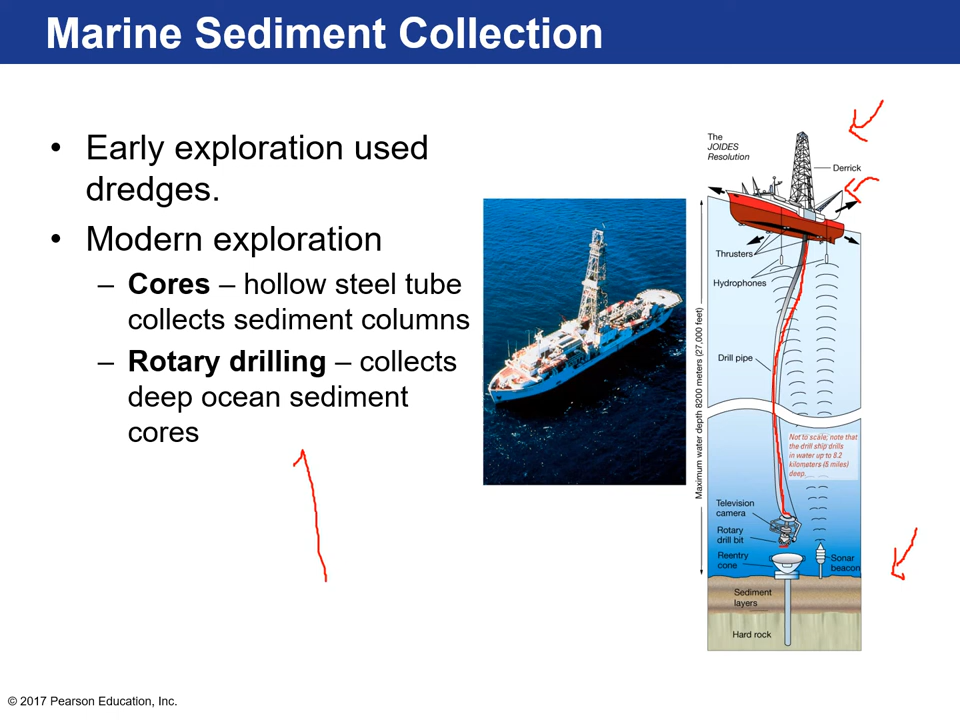 Marine Sediment Collection
• Early exploration used
dredges.
• Modern exploration
– Cores – hollow steel tube
collects sediment columns
– Rotary drilling – collects
deep ocean sediment
cores
The
JOIDES
Resolution
Derrick
Thrusters
Hydrophones
Maximum water depth 8200 meters (27,000 feet)
Drill pipe
Not to scale; note that
the drill ship drills
in water up to 8.2
kilometers (5 miles)
deep.
Television
camera
Rotary
drill bit
Reentry
cone
Sonar
beacon
Sediment
layers
Hard rock
© 2017 Pearson Education, Inc.